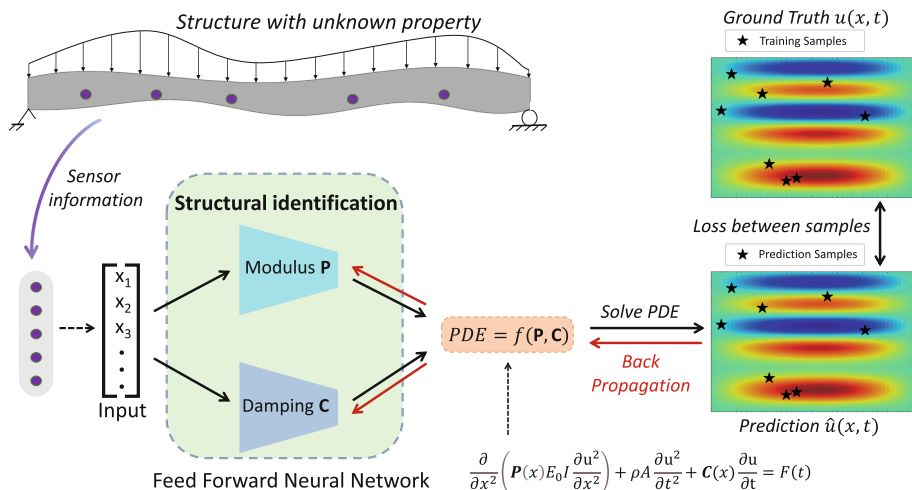 Structure with unknown property
Ground Truth u(x, t)
★ Training Samples
Sensor
information
Structural identification
Modulus P
Loss between samples
★ Prediction Samples
x₁
x₂
x₃
Input
PDE = f(P, C)
Solve PDE
Back
Propagation
Damping C
Feed Forward Neural Network
Prediction û(x, t)
∂/∂x² (P(x)E₀I ∂u²/∂x²) + ρA ∂u²/∂t² + C(x) ∂u/∂t = F(t)